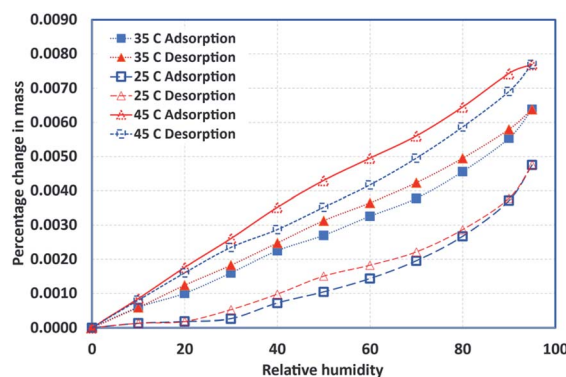 0.0090
0.0080
0.0070
0.0060
0.0050
0.0040
0.0030
0.0020
0.0010
0.0000
Percentage change in mass
35 C Adsorption
35 C Desorption
25 C Adsorption
25 C Desorption
45 C Adsorption
45 C Desorption
0 20 40 60 80 100
Relative humidity